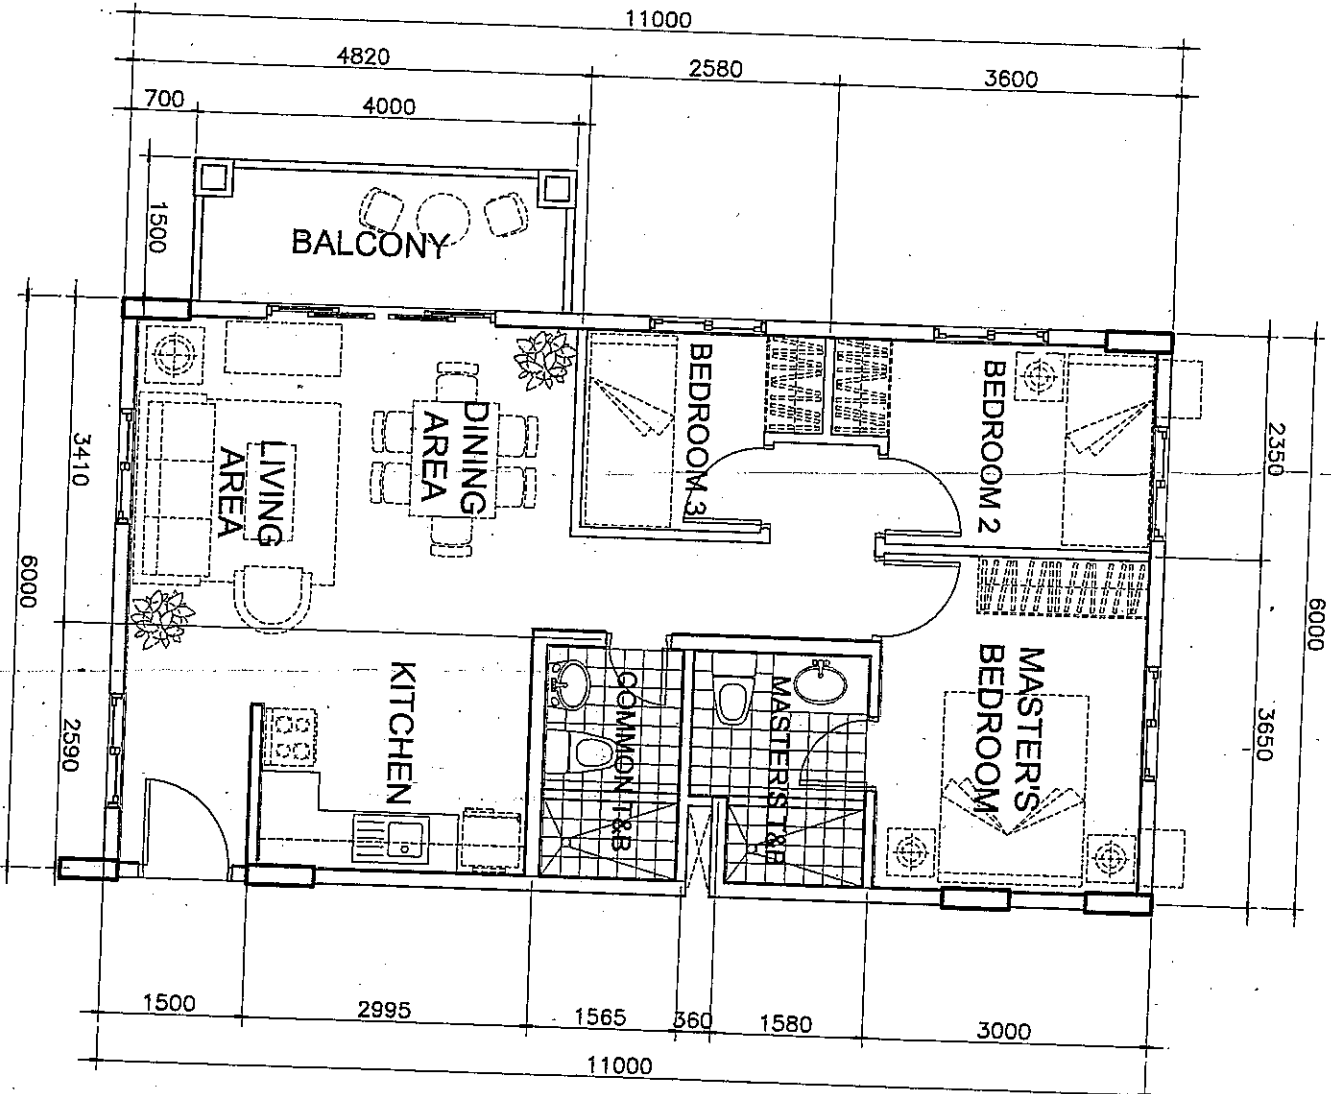 11000
4820
2580
3600
700
4000
1500
BALCONY
3410
2590
6000
LIVING
AREA
DINING
AREA
BEDROOM 3
BEDROOM 2
2350
3650
6000
KITCHEN
COMMON T&B
MASTER'S T&B
MASTER'S
BEDROOM
1500
2995
1565
360
1580
3000
11000